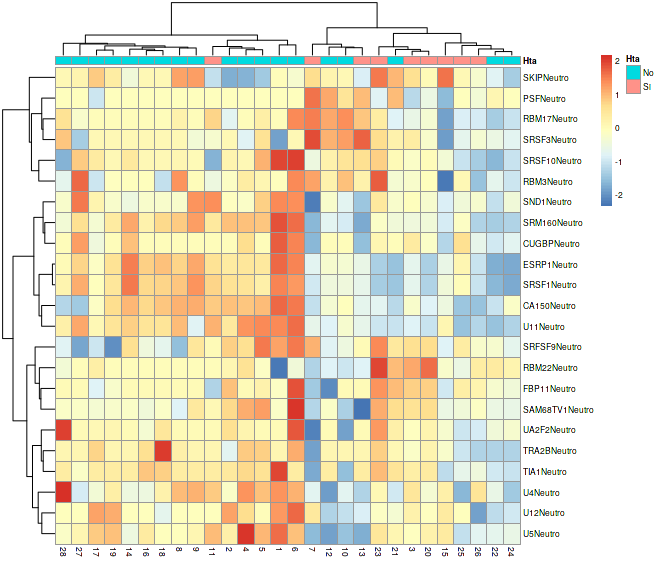 Hta
SKIPNeutro
PSFNeutro
RBM17Neutro
SRSF3Neutro
SRSF10Neutro
RBM3Neutro
SND1Neutro
SRM160Neutro
CUGBPNeutro
ESRP1Neutro
SRSF1Neutro
CA150Neutro
U11Neutro
SRFSF9Neutro
RBM22Neutro
FBP11Neutro
SAM68TV1Neutro
UA2F2Neutro
TRA2BNeutro
TIA1Neutro
U4Neutro
U12Neutro
U5Neutro
28 27 17 19 14 16 18 8 9 11 2 4 5 1 6 7 12 10 13 23 21 3 20 15 25 26 22 24
2
1
0
-1
-2
Hta
No
Si